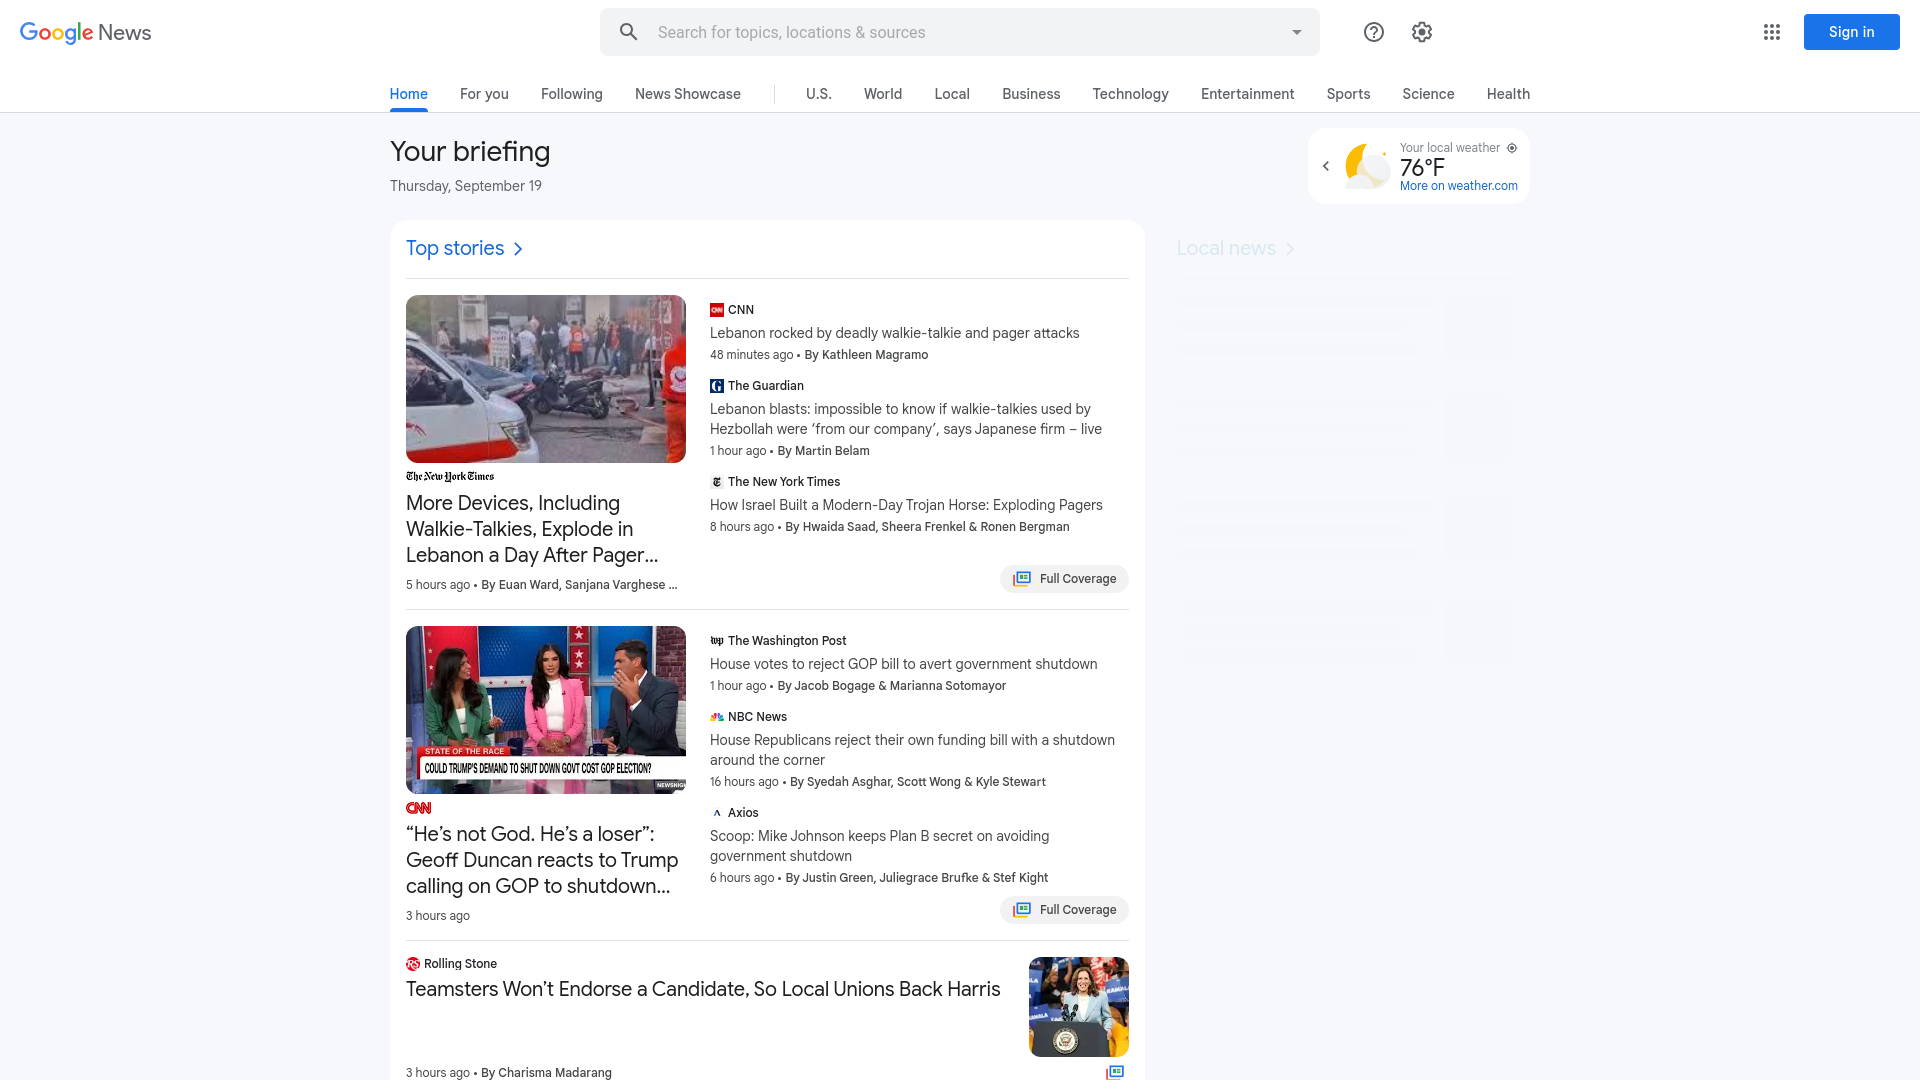 Google News
Search for topics, locations & sources
Sign in
Home
For you
Following
News Showcase
U.S.
World
Local
Business
Technology
Entertainment
Sports
Science
Health
Your briefing
Thursday, September 19
Your local weather
76°F
More on weather.com
Top stories
Local news
The New York Times
More Devices, Including
Walkie-Talkies, Explode in
Lebanon a Day After Pager...
5 hours ago • By Euan Ward, Sanjana Varghese ...
CNN
Lebanon rocked by deadly walkie-talkie and pager attacks
48 minutes ago • By Kathleen Magramo
The Guardian
Lebanon blasts: impossible to know if walkie-talkies used by
Hezbollah were ‘from our company’, says Japanese firm – live
1 hour ago • By Martin Belam
The New York Times
How Israel Built a Modern-Day Trojan Horse: Exploding Pagers
8 hours ago • By Hwaida Saad, Sheera Frenkel & Ronen Bergman
Full Coverage
STATE OF THE RACE
COULD TRUMP'S DEMAND TO SHUT DOWN GOVT COST GOP ELECTION?
CNN
“He’s not God. He’s a loser”:
Geoff Duncan reacts to Trump
calling on GOP to shutdown...
3 hours ago
The Washington Post
House votes to reject GOP bill to avert government shutdown
1 hour ago • By Jacob Bogage & Marianna Sotomayor
NBC News
House Republicans reject their own funding bill with a shutdown
around the corner
16 hours ago • By Syedah Asghar, Scott Wong & Kyle Stewart
Axios
Scoop: Mike Johnson keeps Plan B secret on avoiding
government shutdown
6 hours ago • By Justin Green, Juliegrace Brufke & Stef Kight
Full Coverage
Rolling Stone
Teamsters Won’t Endorse a Candidate, So Local Unions Back Harris
3 hours ago • By Charisma Madarang